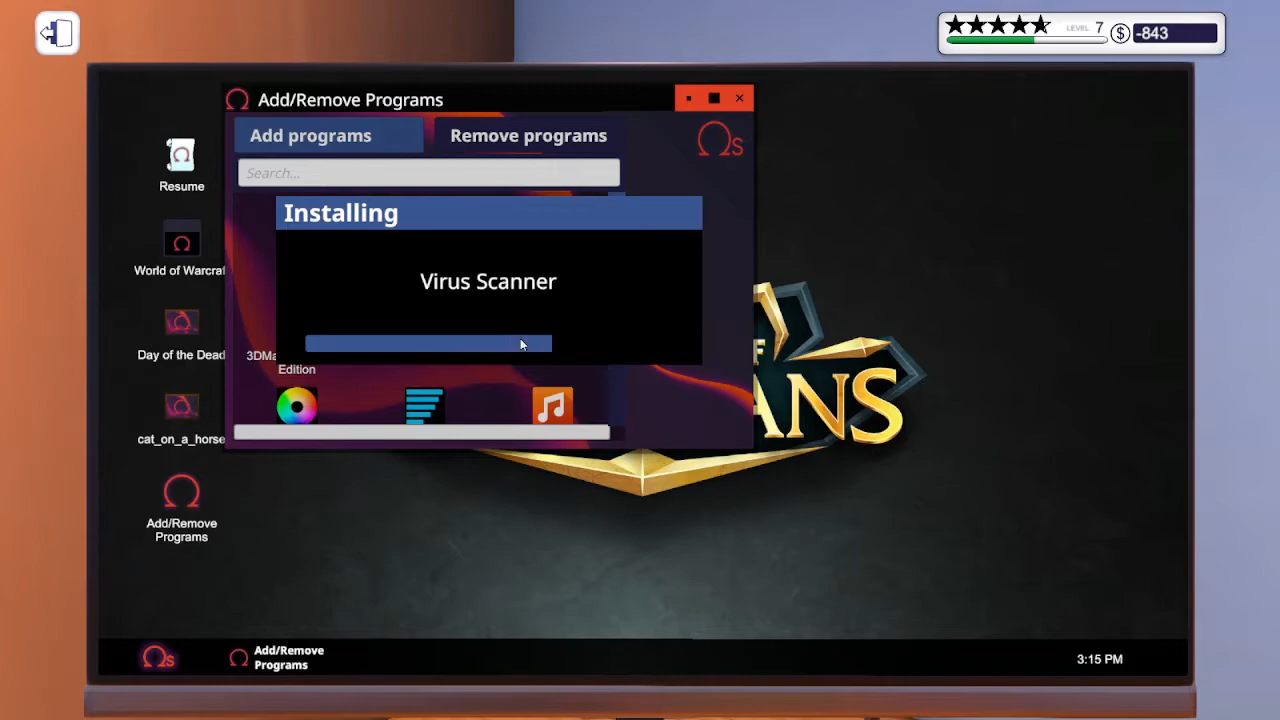 LEVEL 7
$ -843
Add/Remove Programs
Add programs
Remove programs
Search...
Installing
Virus Scanner
3DMa
Edition
Resume
World of Warcraf
Day of the Dead
cat_on_a_horse
Add/Remove
Programs
ANS
Add/Remove
Programs
3:15 PM